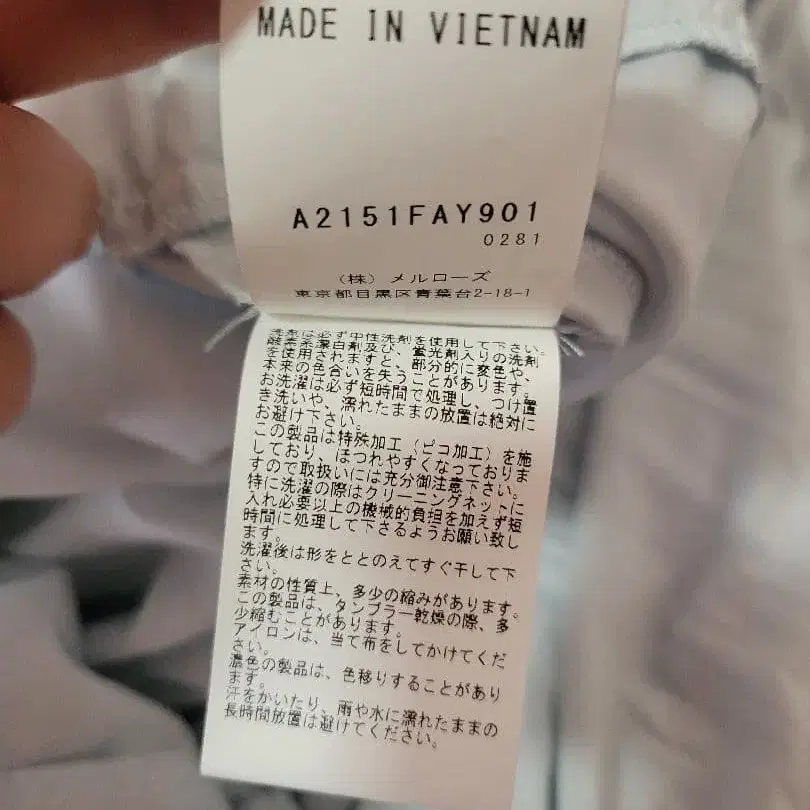 MADE IN VIETNAM
A2151FAY901
0281
(株) メルローズ
東京都目黒区青葉台2-18-1
洗剤は必ず中性洗剤を使用して下さい。
酸素系漂白剤及び、蛍光剤入りの洗剤
を使用されますと、部分的に変色や、
本来の色合いを失うことがあります。
お洗濯は必ず短時間で処理し、つけ置
き洗いや、濡れたままの放置は絶対に
お避け下さい。
この製品は特殊加工（ピコ加工）を施
しており、ほつれやすくなっておりま
すので取扱いには充分御注意下さい。
特に洗濯の際はクリーニングネットに
入れ必要以上の機械的負担を加えず短
時間に処理して下さるようお願い致し
ます。
洗濯後は形をととのえてすぐ干して下
さい。
素材の性質上、多少の縮みがあります。
この製品は、タンブラー乾燥の際、多
少縮むことがあります。
アイロンは、当て布をしてかけてくだ
さい。
濃色の製品は、色移りすることがあり
ます。
汗をかいたり、雨や水に濡れたままの
長時間放置は避けてください。